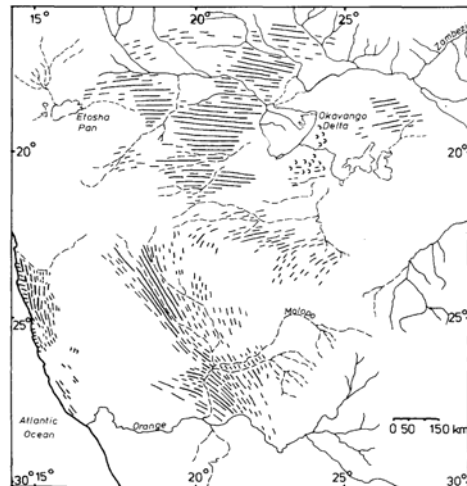 15° 20° 25°
Zambezi
Etosha
Pan
Okavango
Delta
20° 20°
Molopo
25° 25°
Atlantic
Ocean
Orange
0 50 150 km
30° 15° 20° 25° 30°